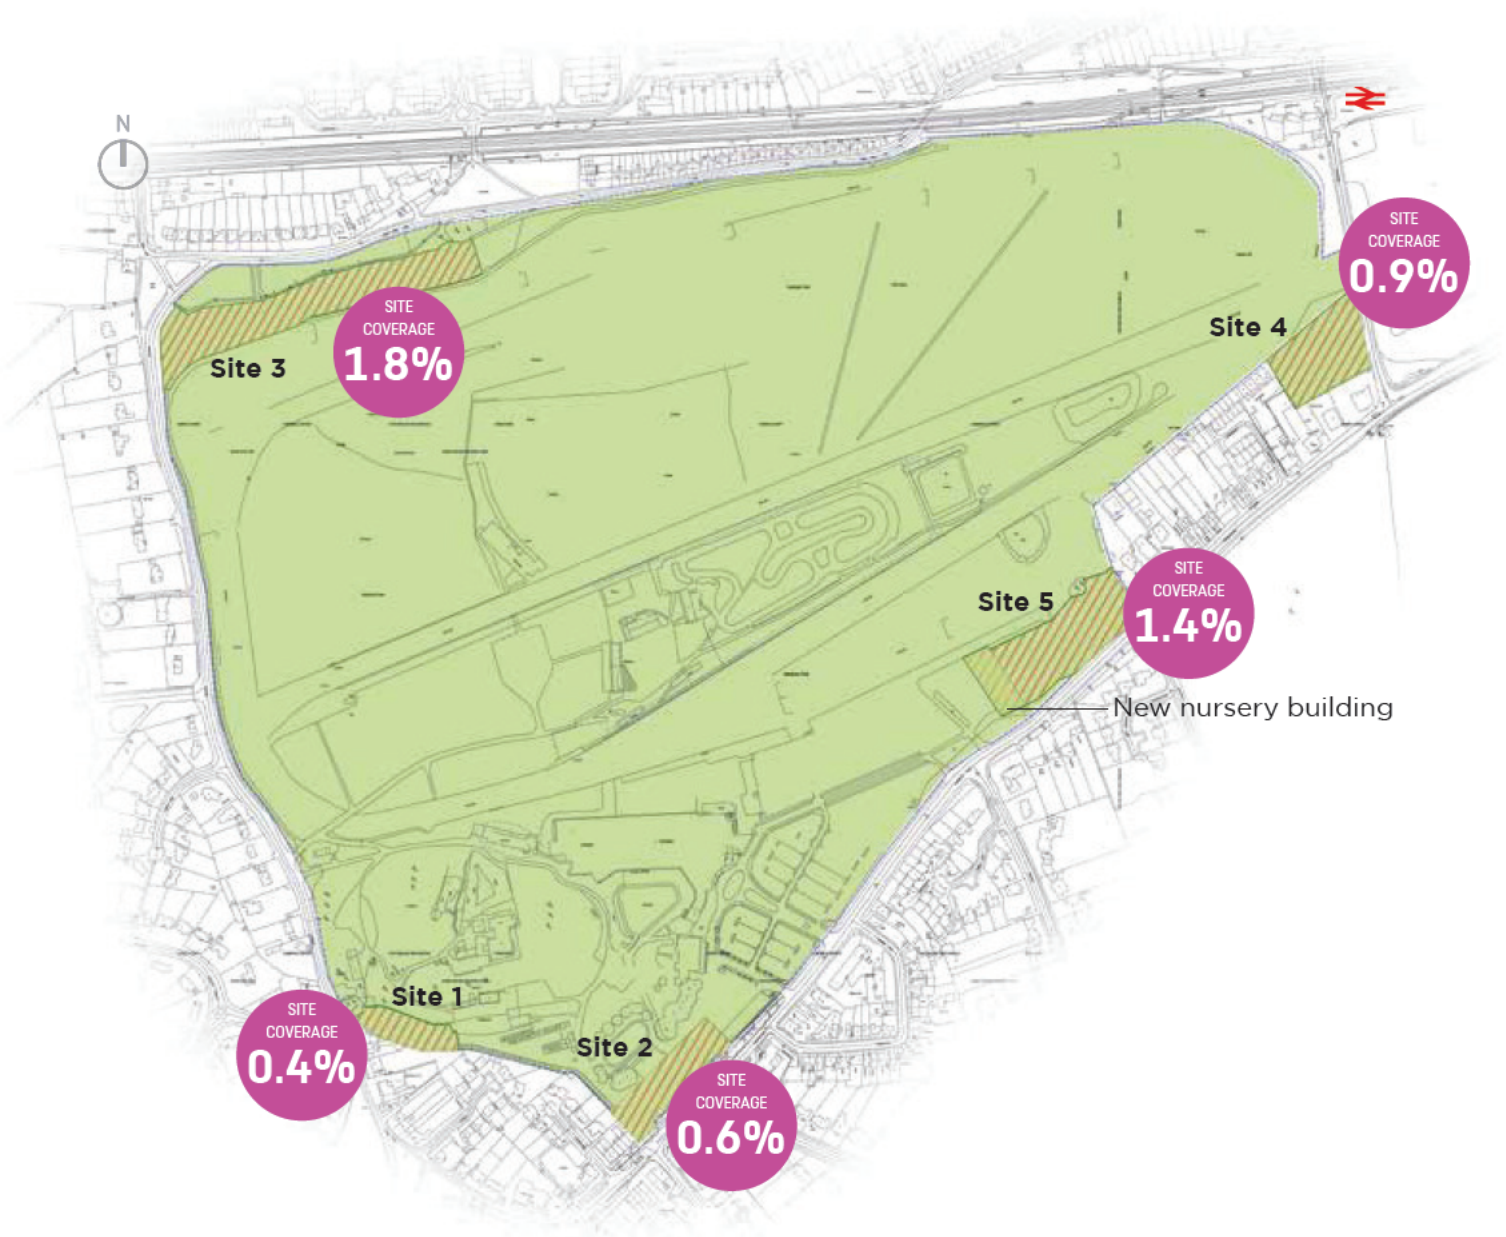 N
SITE
COVERAGE
0.9%
SITE
COVERAGE
1.8%
Site 4
Site 3
SITE
COVERAGE
1.4%
Site 5
New nursery building
Site 1
SITE
COVERAGE
0.4%
Site 2
SITE
COVERAGE
0.6%